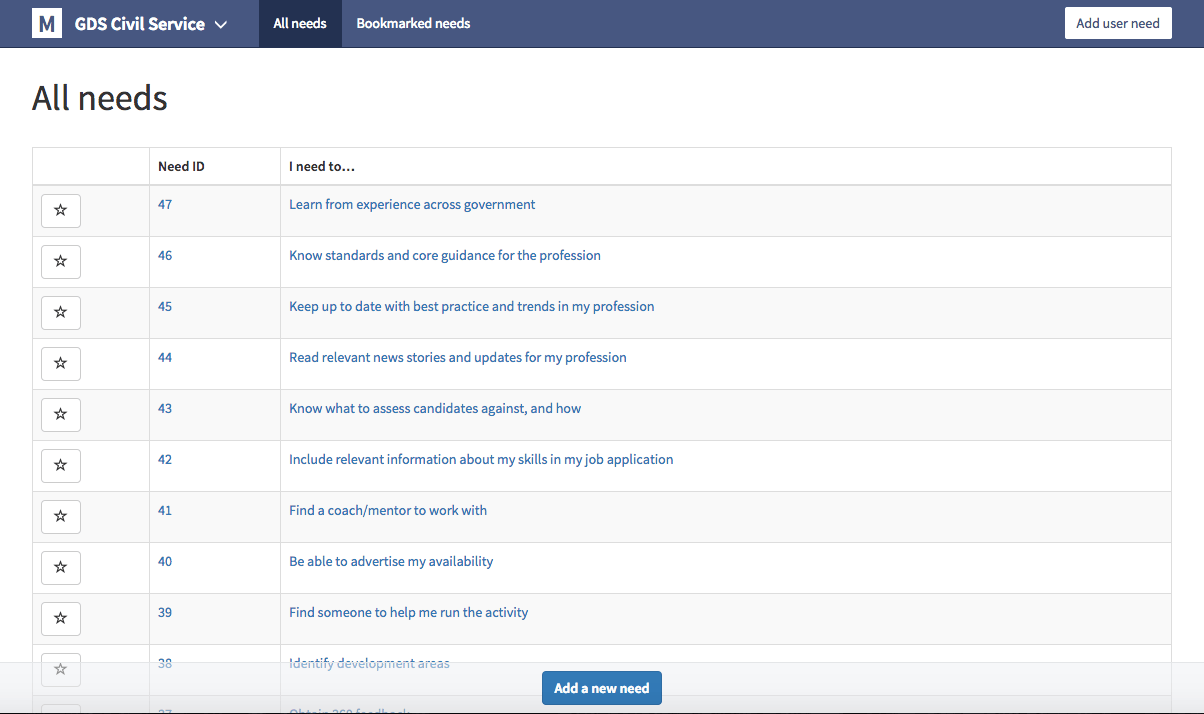 M GDS Civil Service All needs Bookmarked needs Add user need
All needs
Need ID I need to...
47 Learn from experience across government
46 Know standards and core guidance for the profession
45 Keep up to date with best practice and trends in my profession
44 Read relevant news stories and updates for my profession
43 Know what to assess candidates against, and how
42 Include relevant information about my skills in my job application
41 Find a coach/mentor to work with
40 Be able to advertise my availability
39 Find someone to help me run the activity
38 Identify development areas
Add a new need
37 Obtain 360 feedback